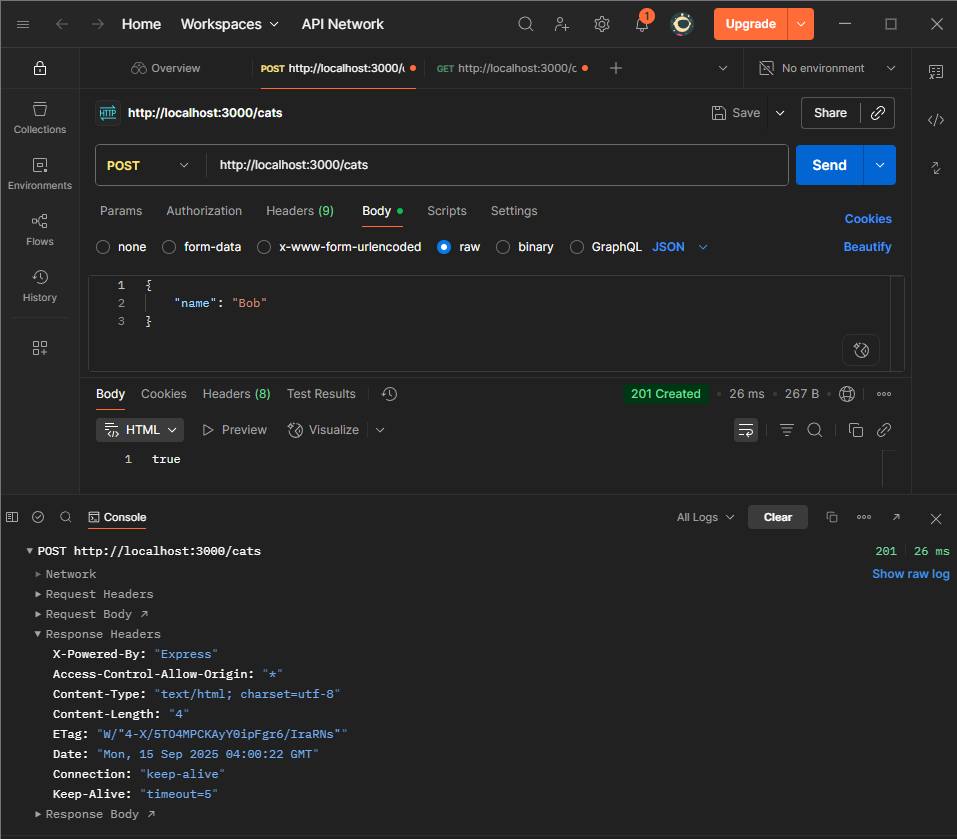 Home Workspaces API Network 1 Upgrade
Overview POST http://localhost:3000/c GET http://localhost:3000/c No environment
HTTP http://localhost:3000/cats Save Share
Collections
POST http://localhost:3000/cats Send
Environments
Params Authorization Headers (9) Body Scripts Settings Cookies
Flows
none form-data x-www-form-urlencoded raw binary GraphQL JSON Beautify
History
1 {
2 "name": "Bob"
3 }
Body Cookies Headers (8) Test Results 201 Created 26 ms 267 B
HTML Preview Visualize
1 true
Console All Logs Clear
POST http://localhost:3000/cats 201 26 ms
Network Show raw log
Request Headers
Request Body
Response Headers
X-Powered-By: "Express"
Access-Control-Allow-Origin: "*"
Content-Type: "text/html; charset=utf-8"
Content-Length: "4"
ETag: "W/"4-X/5TO4MPCKAyY0ipFgr6/IraRNs""
Date: "Mon, 15 Sep 2025 04:00:22 GMT"
Connection: "keep-alive"
Keep-Alive: "timeout=5"
Response Body